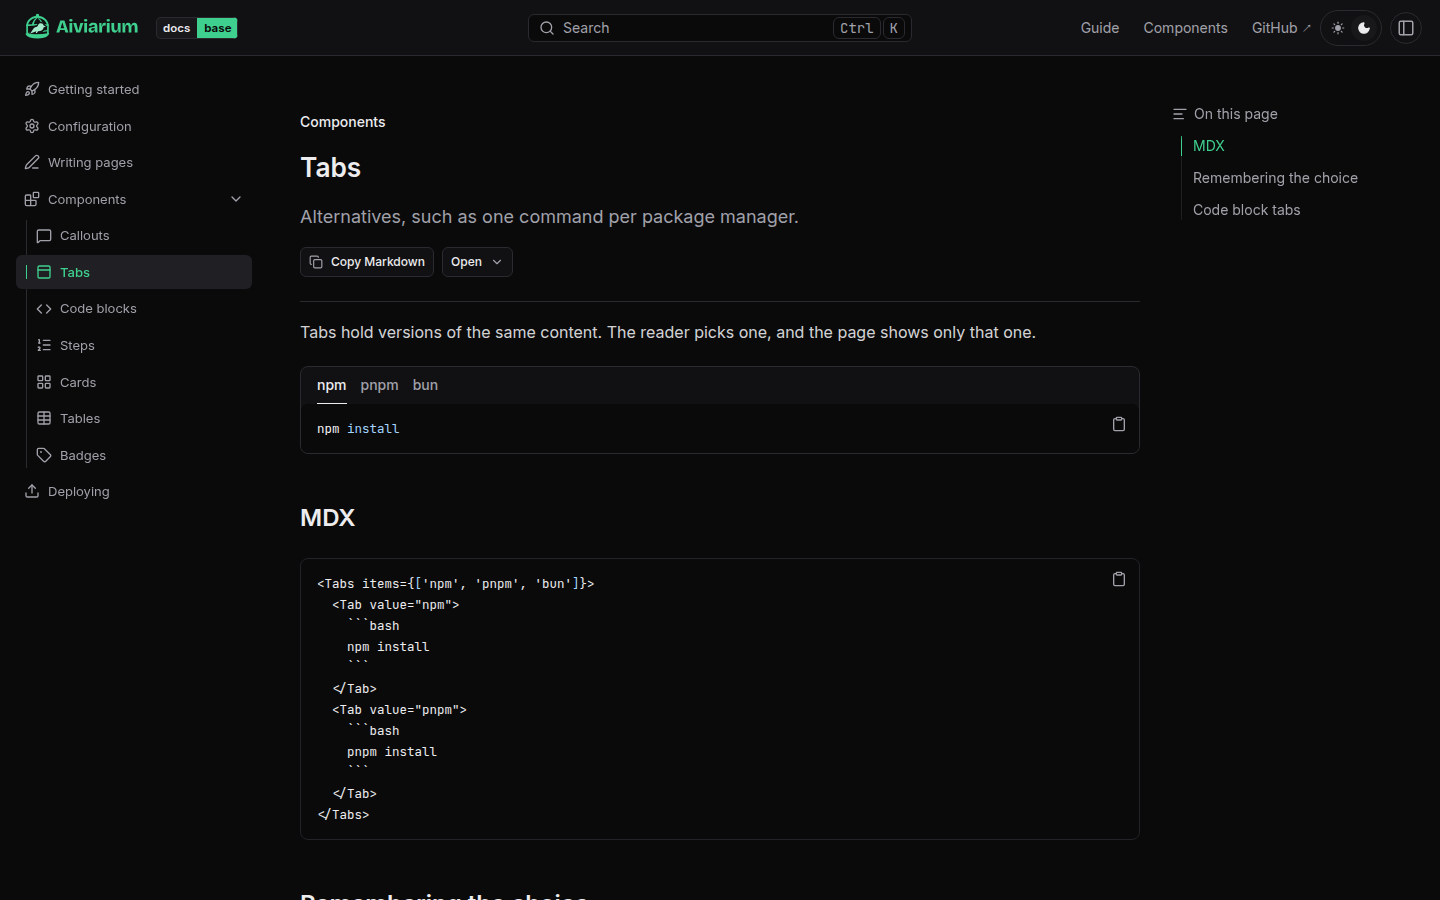 Aiviarium
docs base
Search
Ctrl K
Guide
Components
GitHub ↗
Getting started
Configuration
Writing pages
Components
Callouts
Tabs
Code blocks
Steps
Cards
Tables
Badges
Deploying
Components
Tabs
Alternatives, such as one command per package manager.
Copy Markdown
Open
Tabs hold versions of the same content. The reader picks one, and the page shows only that one.
npm pnpm bun
npm install
MDX
<Tabs items={['npm', 'pnpm', 'bun']}>
  <Tab value="npm">
    ```bash
    npm install
    ```
  </Tab>
  <Tab value="pnpm">
    ```bash
    pnpm install
    ```
  </Tab>
</Tabs>
Remembering the choice
On this page
MDX
Remembering the choice
Code block tabs